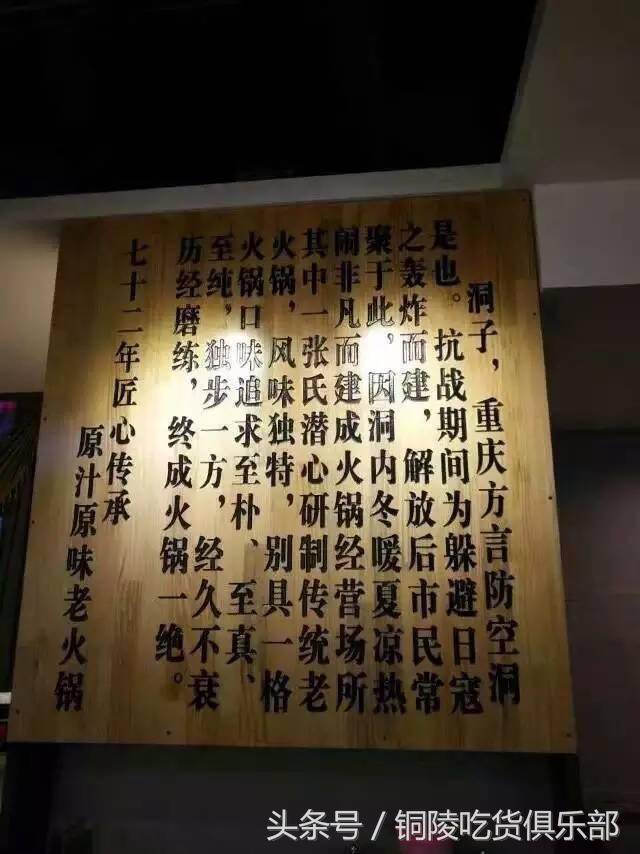 洞子，重庆方言防空洞
是也。抗战期间为躲避日寇
之轰炸而建，解放后市民常
聚于此，因洞内冬暖夏凉热
闹非凡而建成火锅经营场所
其中一张氏潜心研制传统老
火锅，风味独特，别具一格
火锅口味追求至朴、至真、
至纯，独步一方，经久不衰
历经磨练，终成火锅一绝。
七十二年匠心传承
原汁原味老火锅
头条号 / 铜陵吃货俱乐部